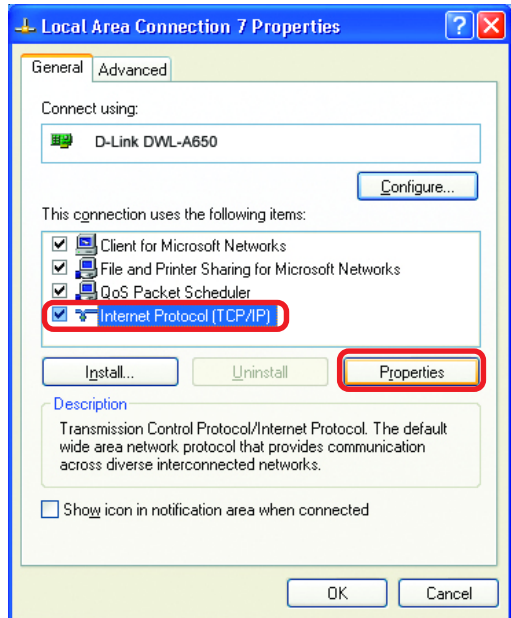 Local Area Connection 7 Properties
General
Advanced
Connect using:
D-Link DWL-A650
Configure...
This connection uses the following items:
Client for Microsoft Networks
File and Printer Sharing for Microsoft Networks
QoS Packet Scheduler
Internet Protocol (TCP/IP)
Install...
Uninstall
Properties
Description
Transmission Control Protocol/Internet Protocol. The default
wide area network protocol that provides communication
across diverse interconnected networks.
Show icon in notification area when connected
OK
Cancel